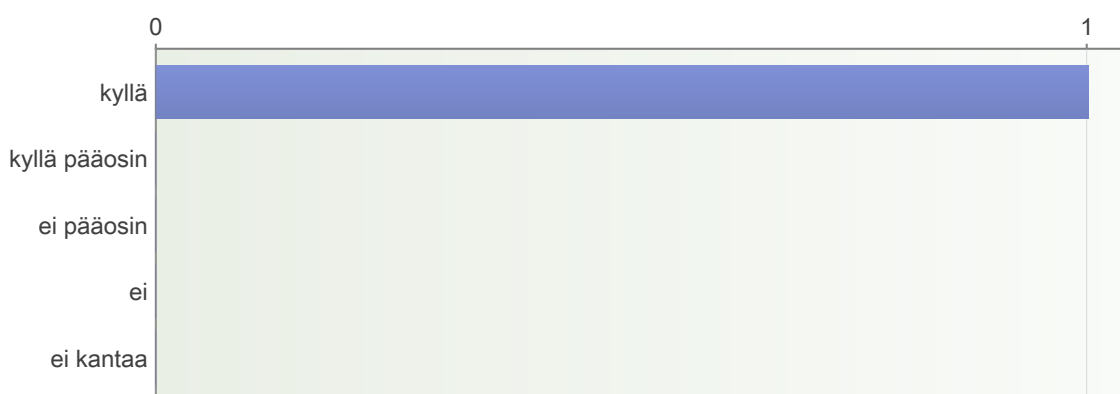 0 1
kyllä
kyllä pääosin
ei pääosin
ei
ei kantaa